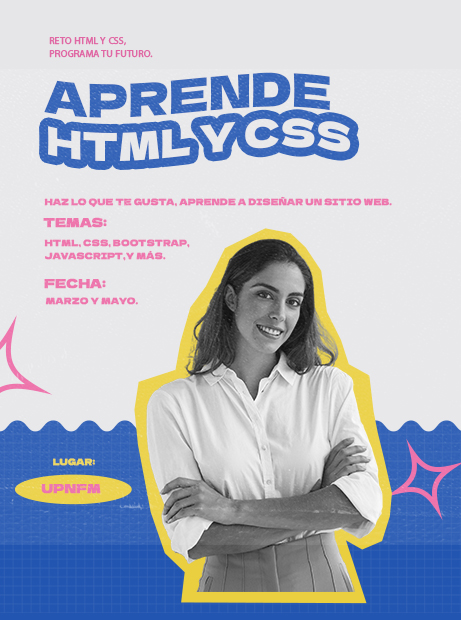 RETO HTML Y CSS,
PROGRAMA TU FUTURO.
APRENDE
HTML Y CSS
HAZ LO QUE TE GUSTA, APRENDE A DISEÑAR UN SITIO WEB.
TEMAS:
HTML, CSS, BOOTSTRAP,
JAVASCRIPT,Y MÁS.
FECHA:
MARZO Y MAYO.
LUGAR:
UPNFM